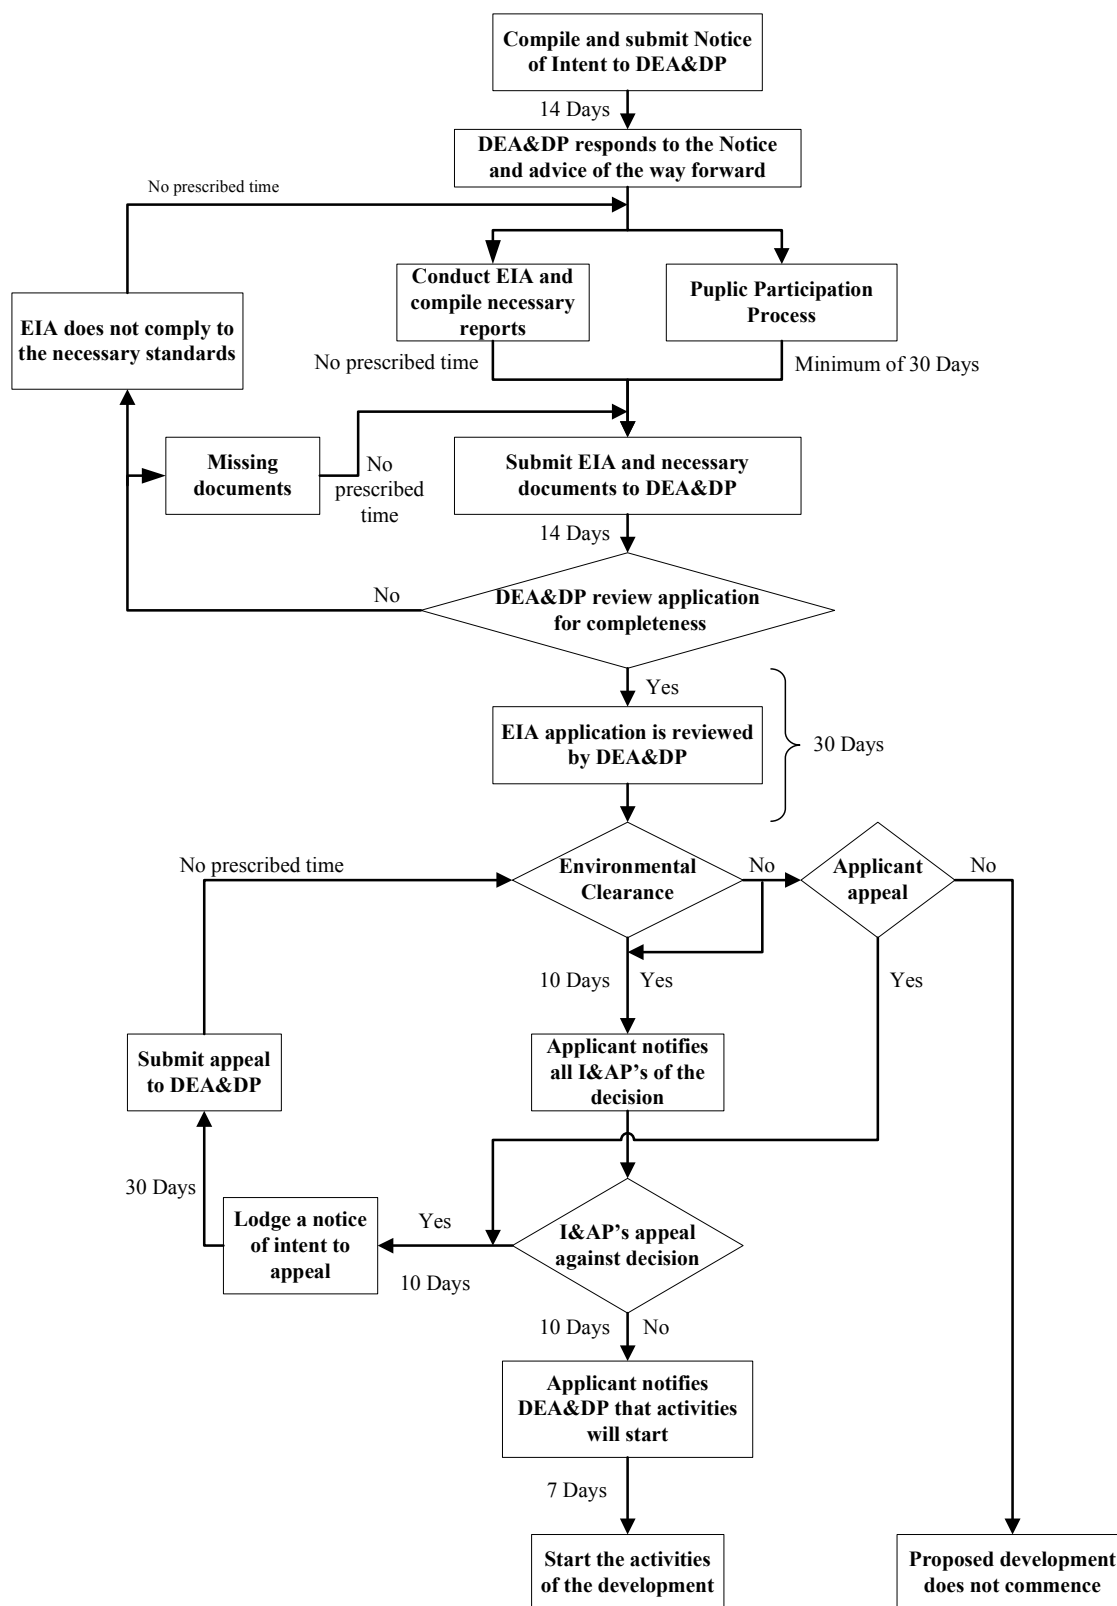 Compile and submit Notice
of Intent to DEA&DP
14 Days
DEA&DP responds to the Notice
and advice of the way forward
No prescribed time
Conduct EIA and
compile necessary
reports
Puplic Participation
Process
EIA does not comply to
the necessary standards
No prescribed time
Minimum of 30 Days
Missing
documents
No
prescribed
time
Submit EIA and necessary
documents to DEA&DP
14 Days
No
DEA&DP review application
for completeness
Yes
EIA application is reviewed
by DEA&DP
30 Days
No prescribed time
Environmental
Clearance
No
Applicant
appeal
No
10 Days
Yes
Yes
Submit appeal
to DEA&DP
Applicant notifies
all I&AP's of the
decision
30 Days
Lodge a notice
of intent to
appeal
Yes
10 Days
I&AP's appeal
against decision
10 Days
No
Applicant notifies
DEA&DP that activities
will start
7 Days
Start the activities
of the development
Proposed development
does not commence